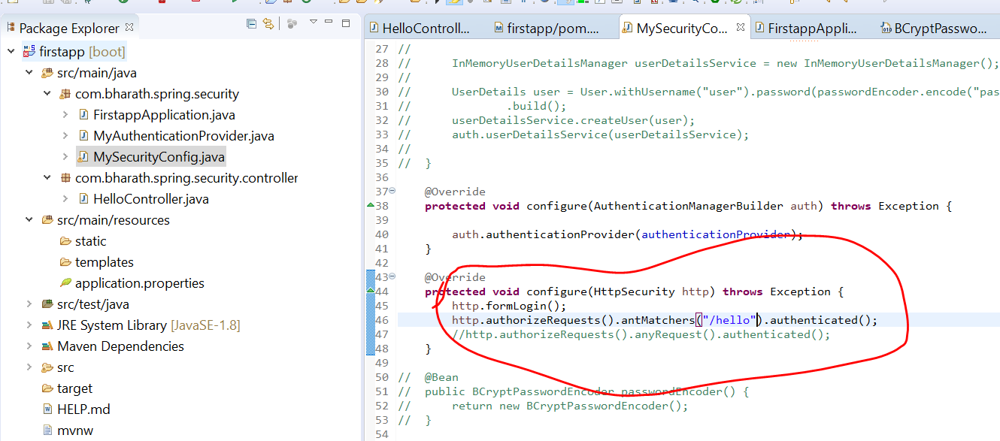 Package Explorer
firstapp [boot]
src/main/java
com.bharath.spring.security
FirstappApplication.java
MyAuthenticationProvider.java
MySecurityConfig.java
com.bharath.spring.security.controller
HelloController.java
src/main/resources
static
templates
application.properties
src/test/java
JRE System Library [JavaSE-1.8]
Maven Dependencies
src
target
HELP.md
mvnw
HelloControll... firstapp/pom.... MySecurityCo... FirstappAppli... BCryptPasswo...
27 //
28 // InMemoryUserDetailsManager userDetailsService = new InMemoryUserDetailsManager();
29 //
30 // UserDetails user = User.withUsername("user").password(passwordEncoder.encode("pas
31 // .build();
32 // userDetailsService.createUser(user);
33 // auth.userDetailsService(userDetailsService);
34 //
35 // }
36
37 @Override
38 protected void configure(AuthenticationManagerBuilder auth) throws Exception {
39
40 auth.authenticationProvider(authenticationProvider);
41 }
42
43 @Override
44 protected void configure(HttpSecurity http) throws Exception {
45 http.formLogin();
46 http.authorizeRequests().antMatchers("/hello").authenticated();
47 //http.authorizeRequests().anyRequest().authenticated();
48 }
49
50 // @Bean
51 // public BCryptPasswordEncoder passwordEncoder() {
52 // return new BCryptPasswordEncoder();
53 // }
54